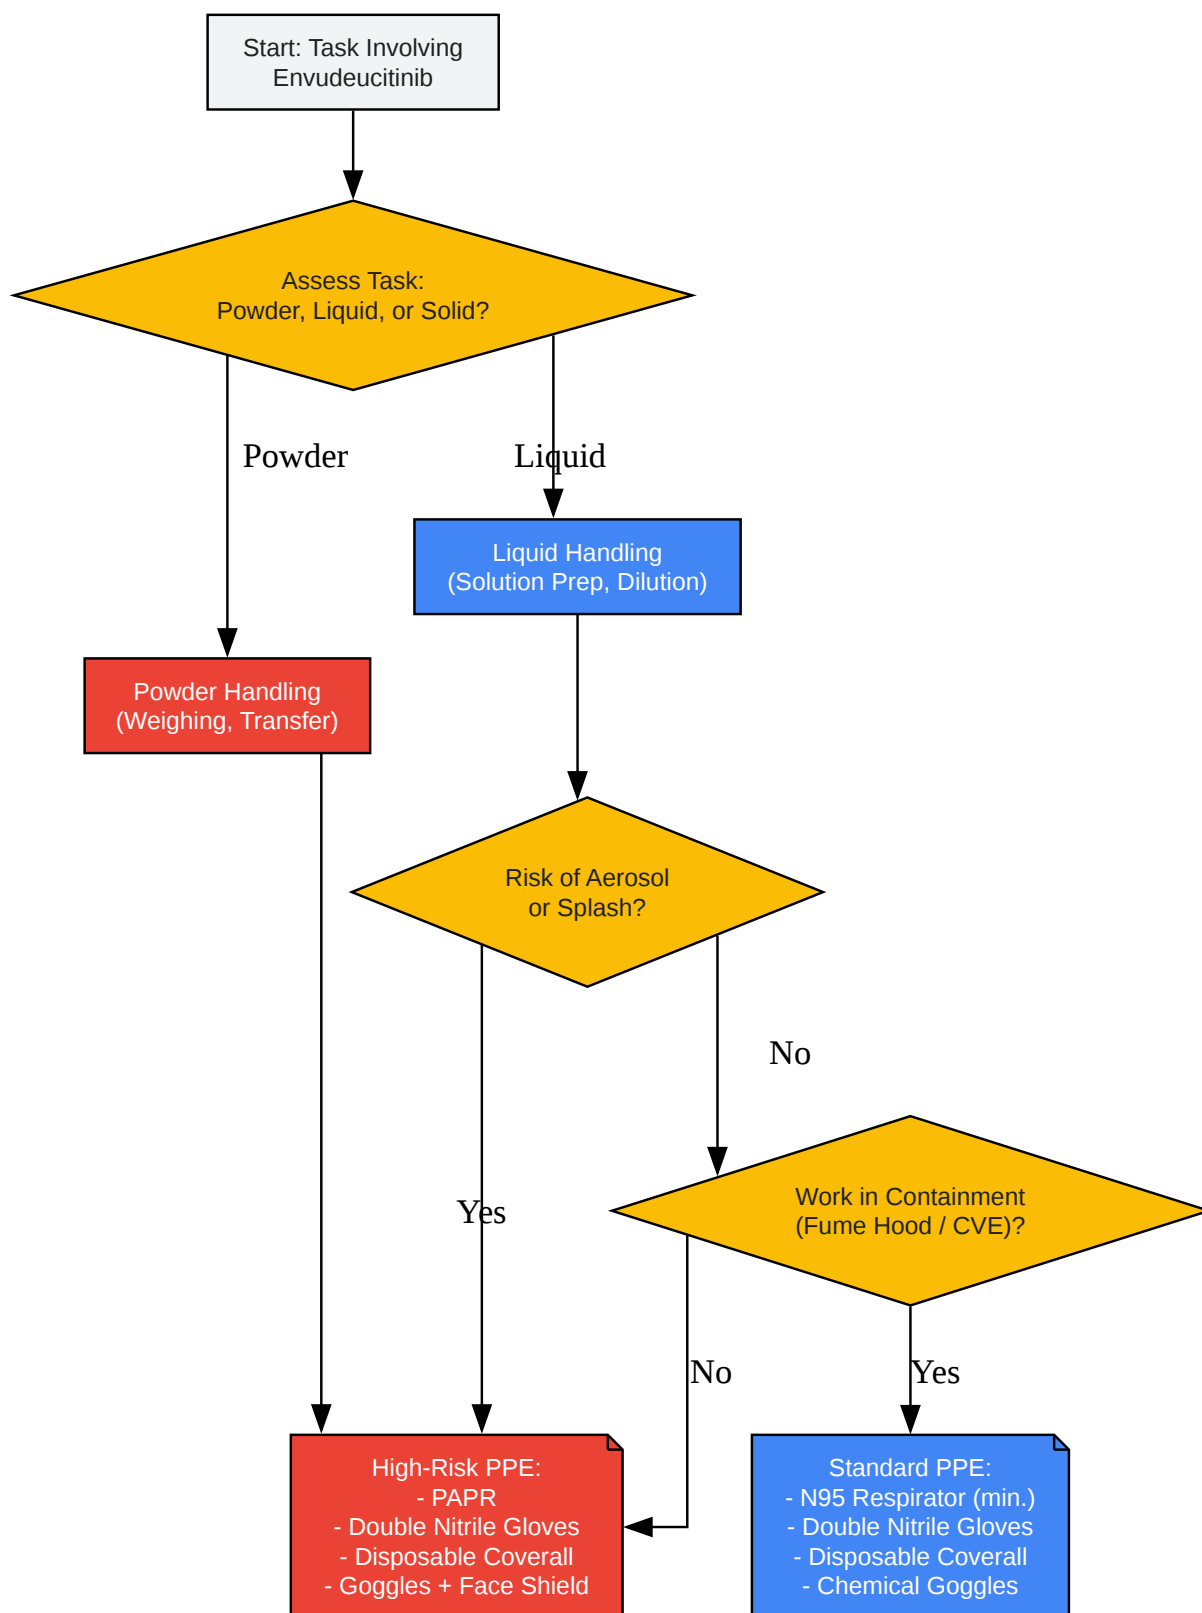 Start: Task Involving
Envudeucitinib
Assess Task:
Powder, Liquid, or Solid?
Powder
Liquid
Liquid Handling
(Solution Prep, Dilution)
Powder Handling
(Weighing, Transfer)
Risk of Aerosol
or Splash?
No
Yes
Work in Containment
(Fume Hood / CVE)?
No
Yes
High-Risk PPE:
- PAPR
- Double Nitrile Gloves
- Disposable Coverall
- Goggles + Face Shield
Standard PPE:
- N95 Respirator (min.)
- Double Nitrile Gloves
- Disposable Coverall
- Chemical Goggles